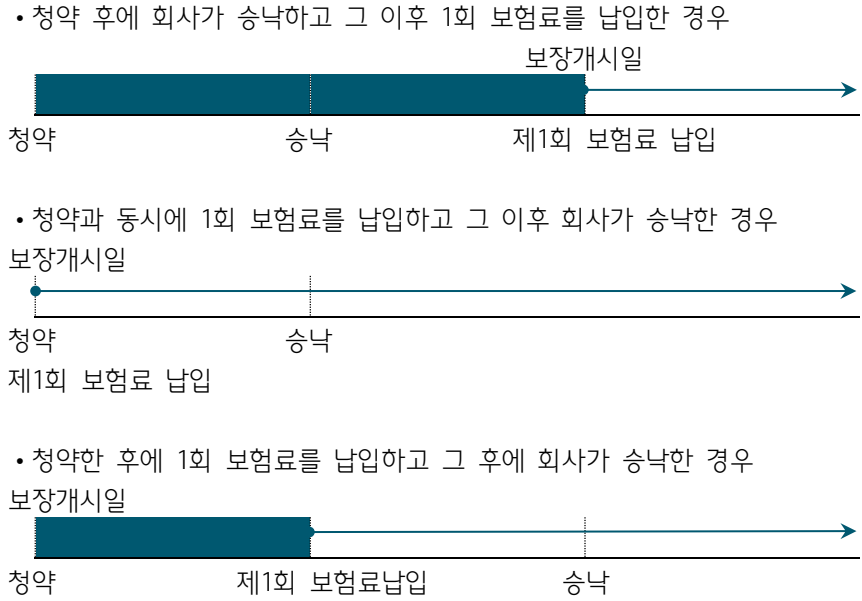 • 청약 후에 회사가 승낙하고 그 이후 1회 보험료를 납입한 경우
보장개시일
청약 승낙 제1회 보험료 납입
• 청약과 동시에 1회 보험료를 납입하고 그 이후 회사가 승낙한 경우
보장개시일
청약 승낙
제1회 보험료 납입
• 청약한 후에 1회 보험료를 납입하고 그 후에 회사가 승낙한 경우
보장개시일
청약 제1회 보험료납입 승낙